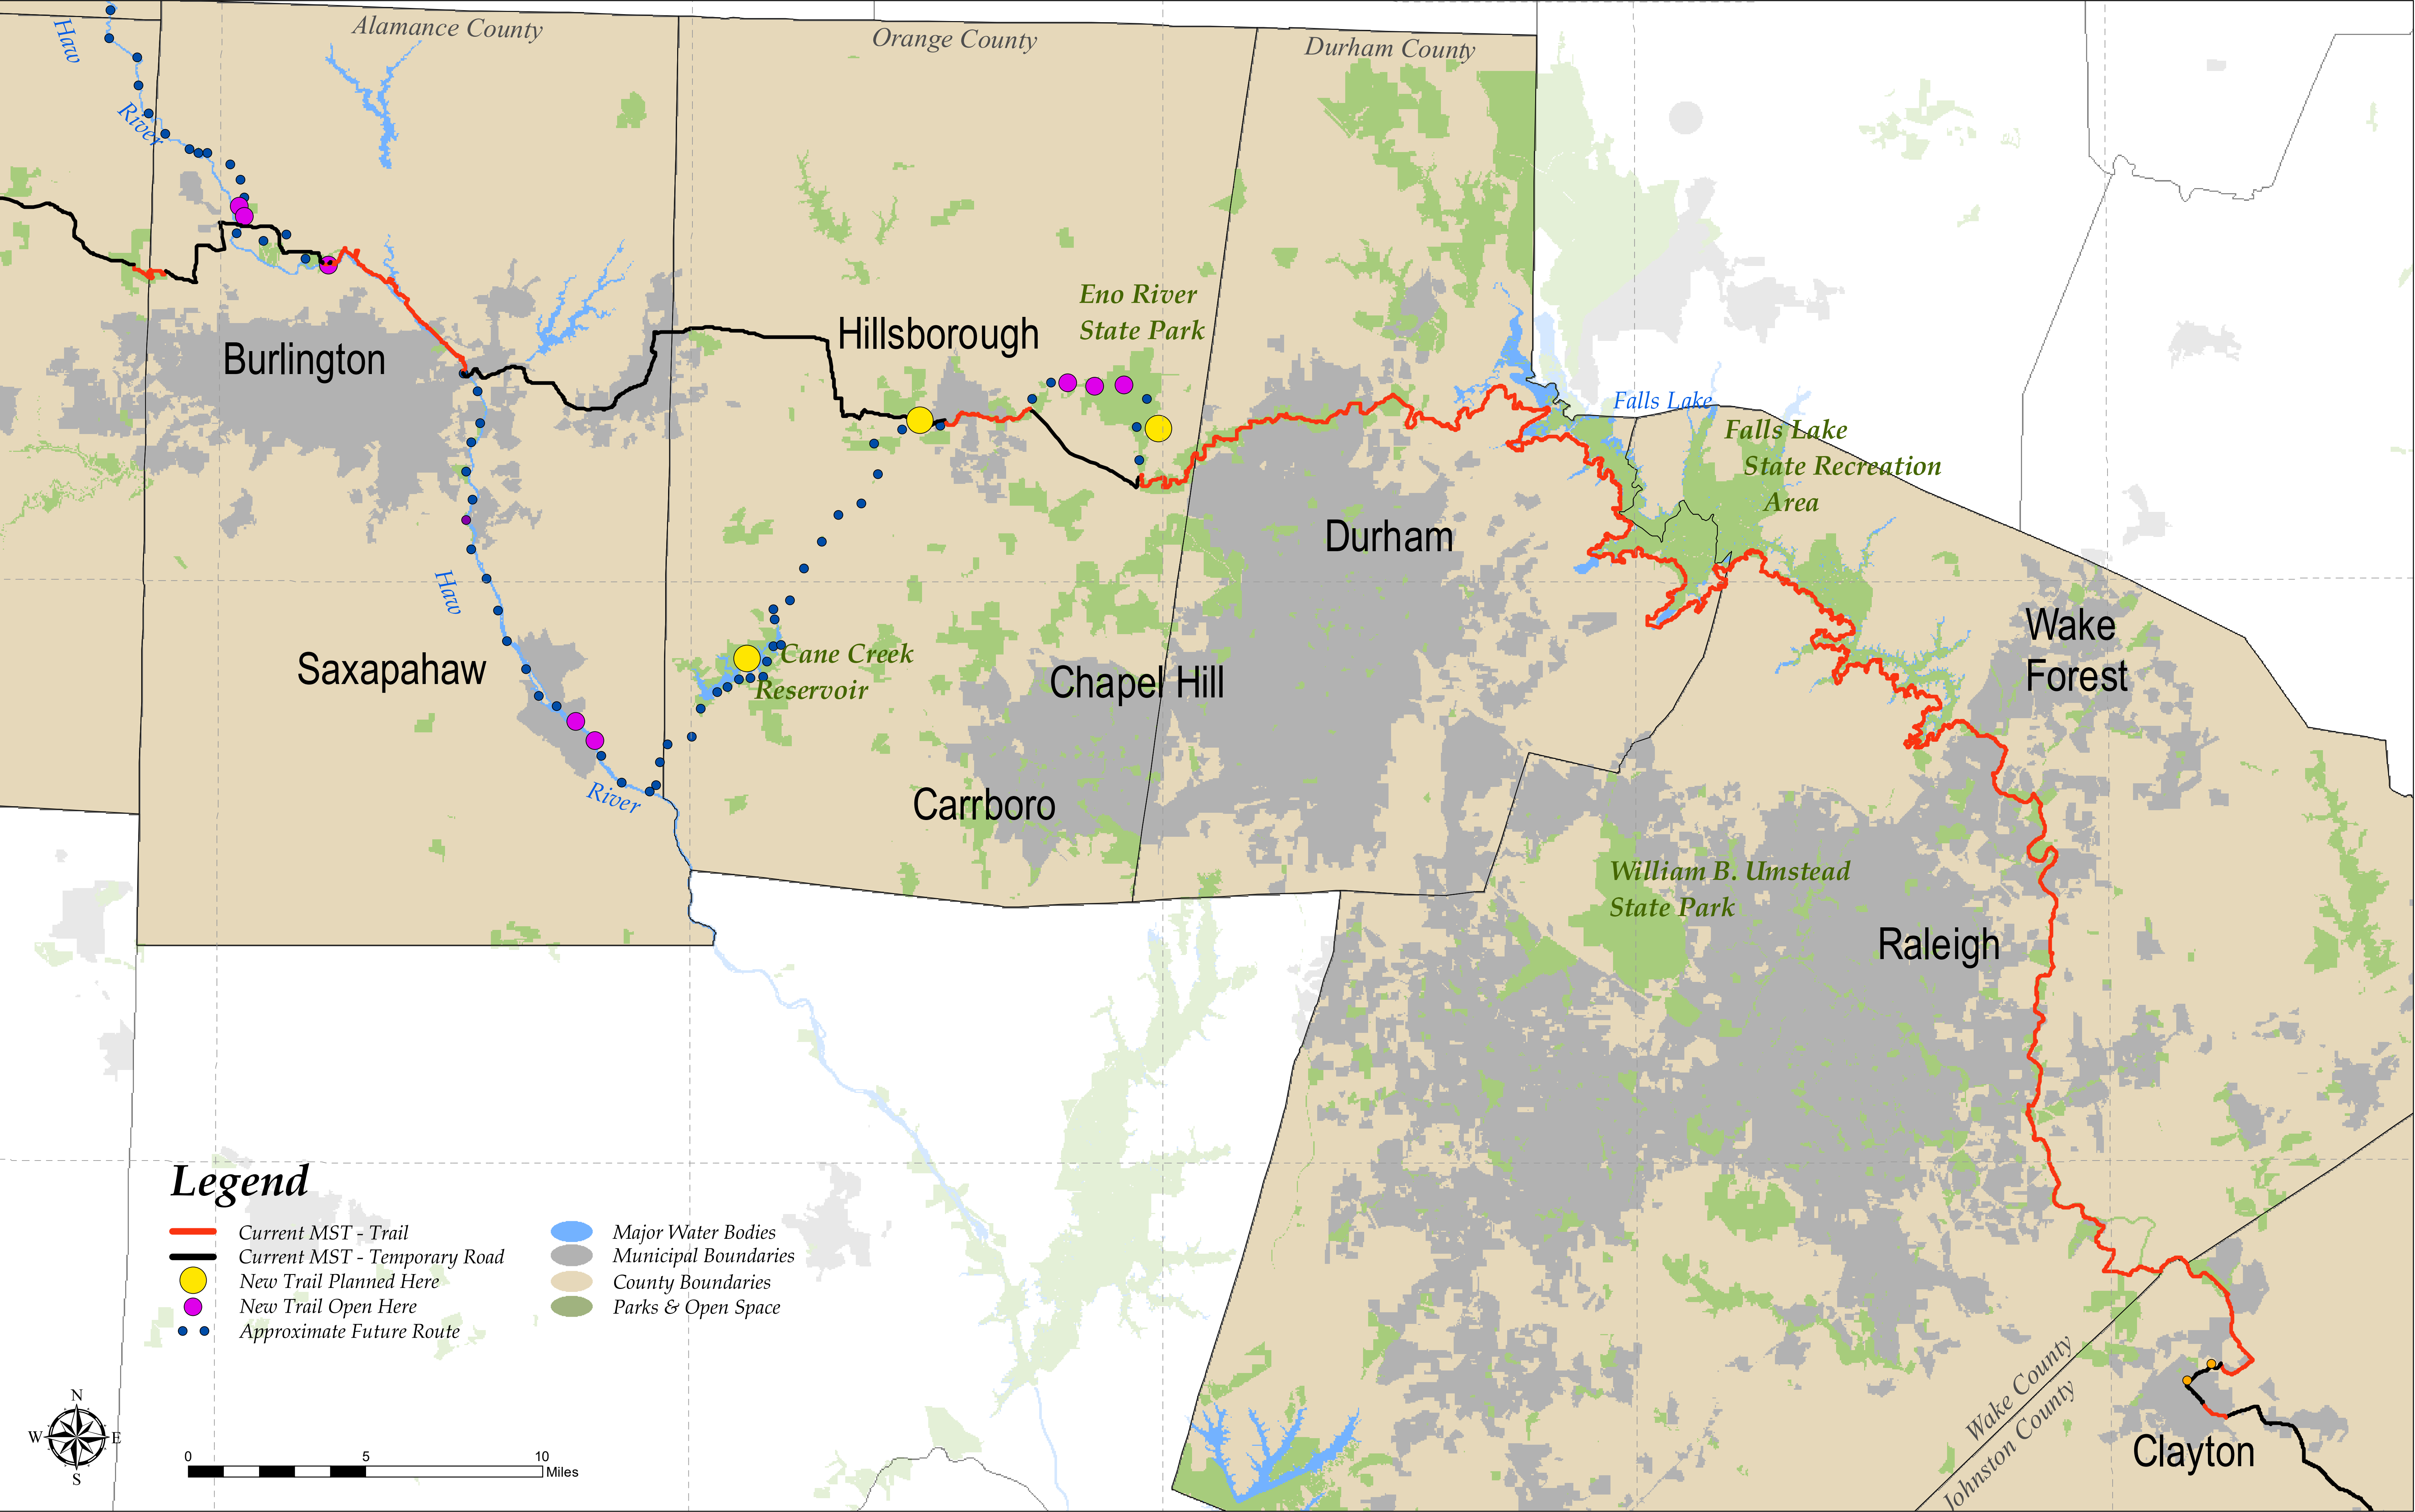 Alamance County
Orange County
Durham County
Haw
River
Eno River
State Park
Hillsborough
Burlington
Falls Lake
Falls Lake
State Recreation
Area
Durham
Haw
Wake
Forest
Saxapahaw
Cane Creek
Reservoir
Chapel Hill
River
Carrboro
William B. Umstead
State Park
Raleigh
Legend
Current MST - Trail
Current MST - Temporary Road
New Trail Planned Here
New Trail Open Here
Approximate Future Route
Major Water Bodies
Municipal Boundaries
County Boundaries
Parks & Open Space
Wake County
Johnston County
Clayton
N
W E
S
0 5 10
Miles